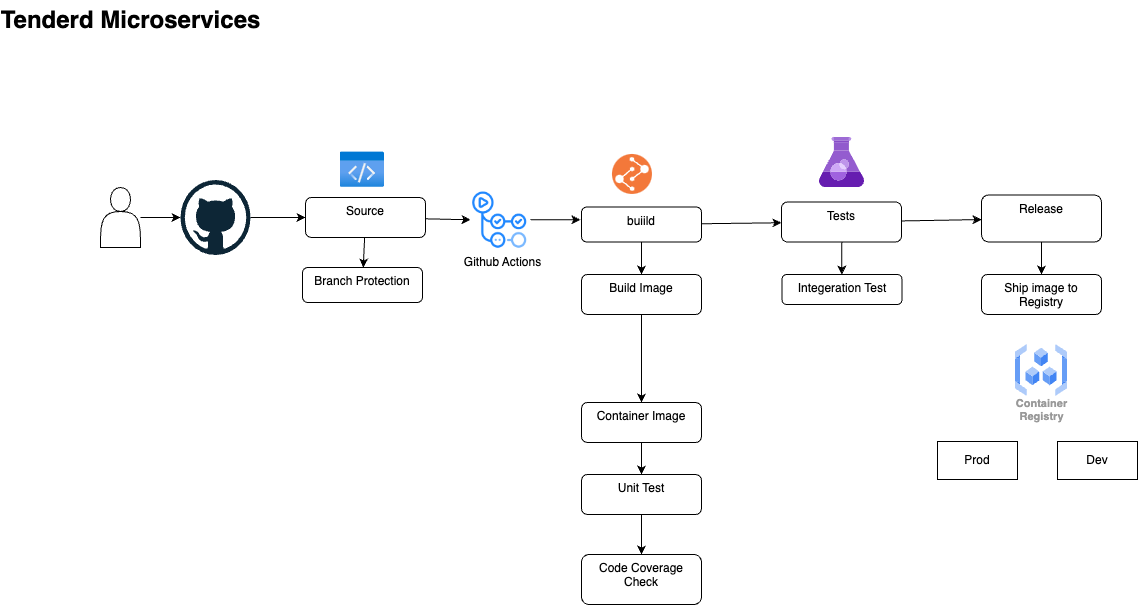 Tenderd Microservices
Source
Branch Protection
Github Actions
buiild
Build Image
Container Image
Unit Test
Code Coverage
Check
Tests
Integeration Test
Release
Ship image to
Registry
Container
Registry
Prod
Dev